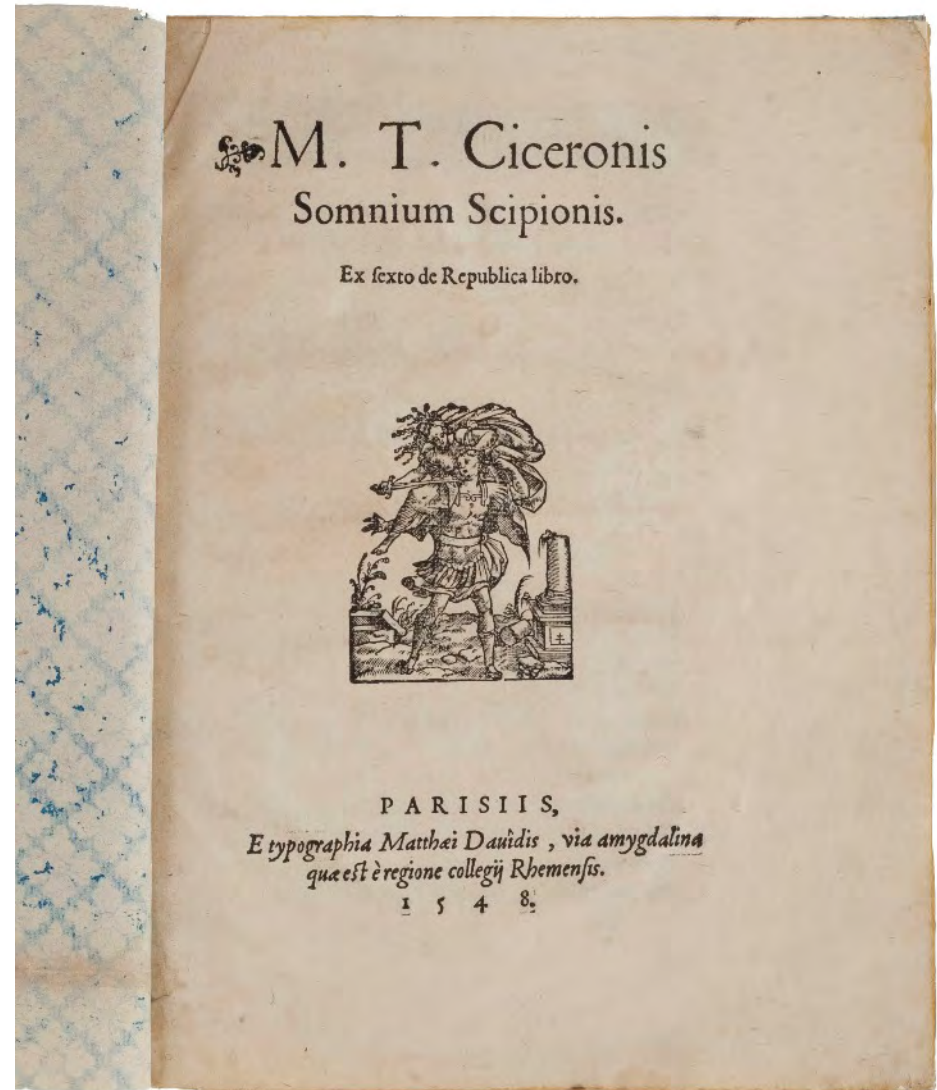 M. T. Ciceronis
Somnium Scipionis.
Ex ſexto de Republica libro.
PARISIIS,
E typographia Matthæi Dauidis, via amygdalina
quæ eſt è regione collegij Rhemenſis.
1548.